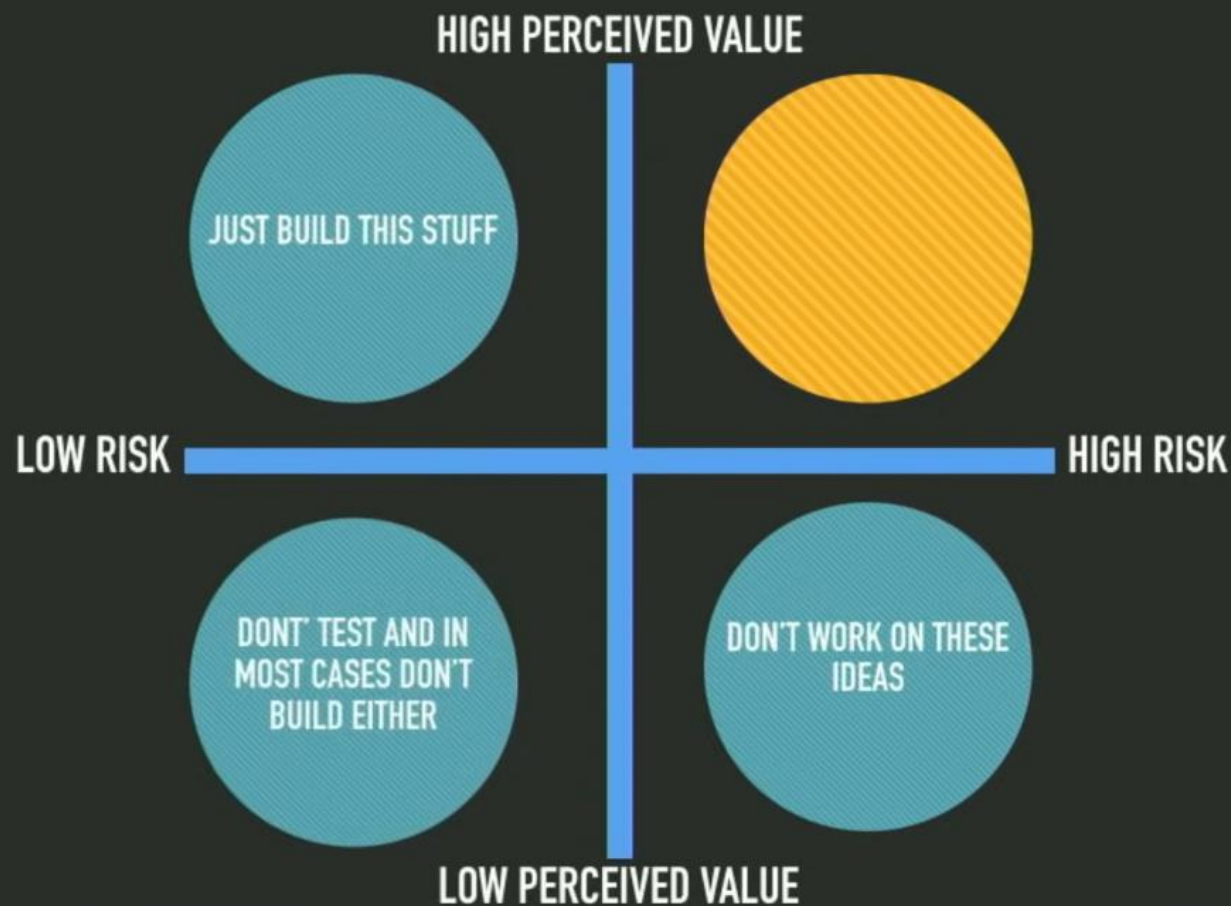 HIGH PERCEIVED VALUE
JUST BUILD THIS STUFF
LOW RISK
HIGH RISK
DONT' TEST AND IN
MOST CASES DON'T
BUILD EITHER
DON'T WORK ON THESE
IDEAS
LOW PERCEIVED VALUE